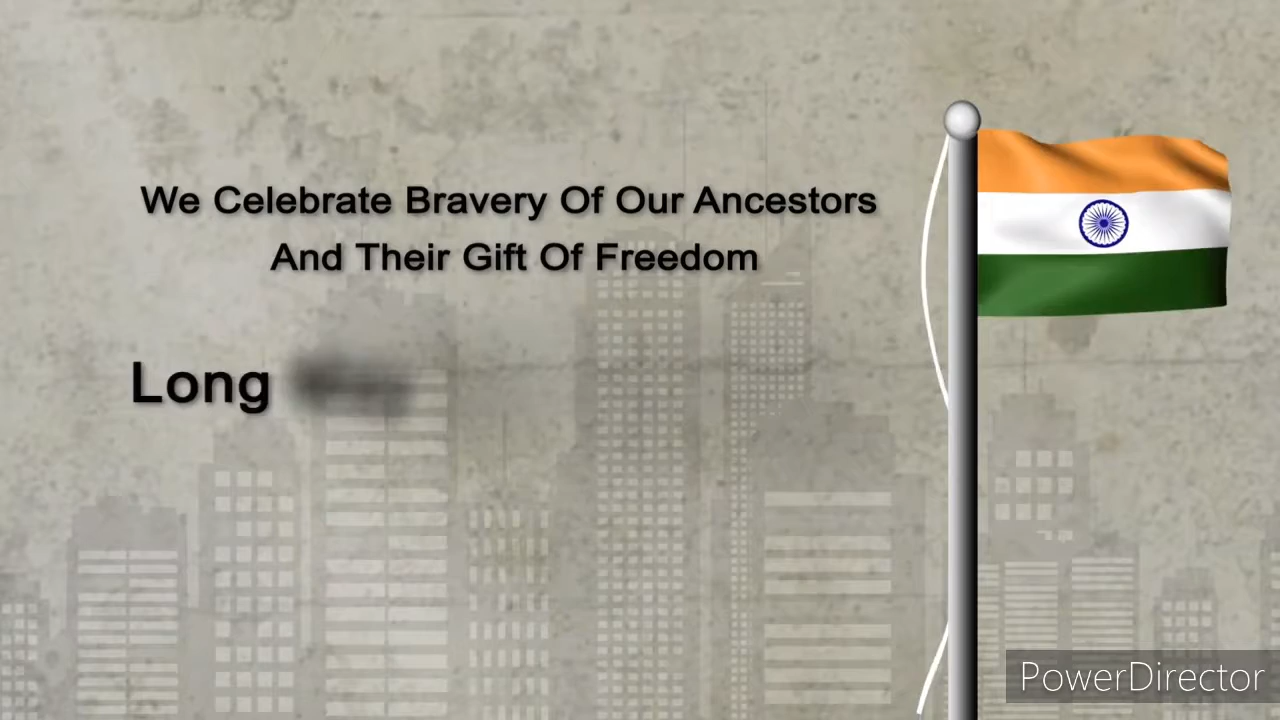 We Celebrate Bravery Of Our Ancestors
And Their Gift Of Freedom
Long
PowerDirector